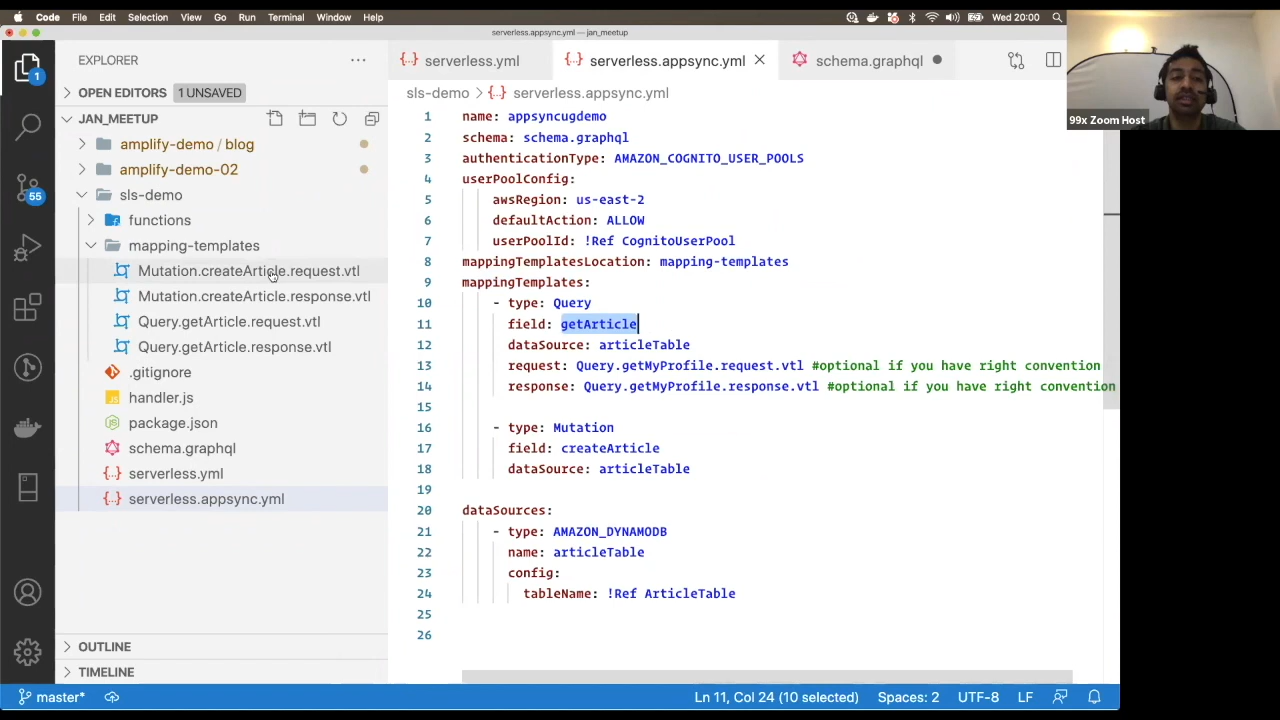 Code File Edit Selection View Go Run Terminal Window Help Wed 20:00
serverless.appsync.yml — jan_meetup
99x Zoom Host
EXPLORER
1
OPEN EDITORS 1 UNSAVED
JAN_MEETUP
amplify-demo / blog
amplify-demo-02
55
sls-demo
functions
mapping-templates
Mutation.createArticle.request.vtl
Mutation.createArticle.response.vtl
Query.getArticle.request.vtl
Query.getArticle.response.vtl
.gitignore
handler.js
package.json
schema.graphql
serverless.yml
serverless.appsync.yml
OUTLINE
TIMELINE
serverless.yml serverless.appsync.yml schema.graphql
sls-demo > serverless.appsync.yml
1 name: appsyncugdemo
2 schema: schema.graphql
3 authenticationType: AMAZON_COGNITO_USER_POOLS
4 userPoolConfig:
5 awsRegion: us-east-2
6 defaultAction: ALLOW
7 userPoolId: !Ref CognitoUserPool
8 mappingTemplatesLocation: mapping-templates
9 mappingTemplates:
10 - type: Query
11 field: getArticle
12 dataSource: articleTable
13 request: Query.getMyProfile.request.vtl #optional if you have right convention
14 response: Query.getMyProfile.response.vtl #optional if you have right convention
15
16 - type: Mutation
17 field: createArticle
18 dataSource: articleTable
19
20 dataSources:
21 - type: AMAZON_DYNAMODB
22 name: articleTable
23 config:
24 tableName: !Ref ArticleTable
25
26
master* Ln 11, Col 24 (10 selected) Spaces: 2 UTF-8 LF